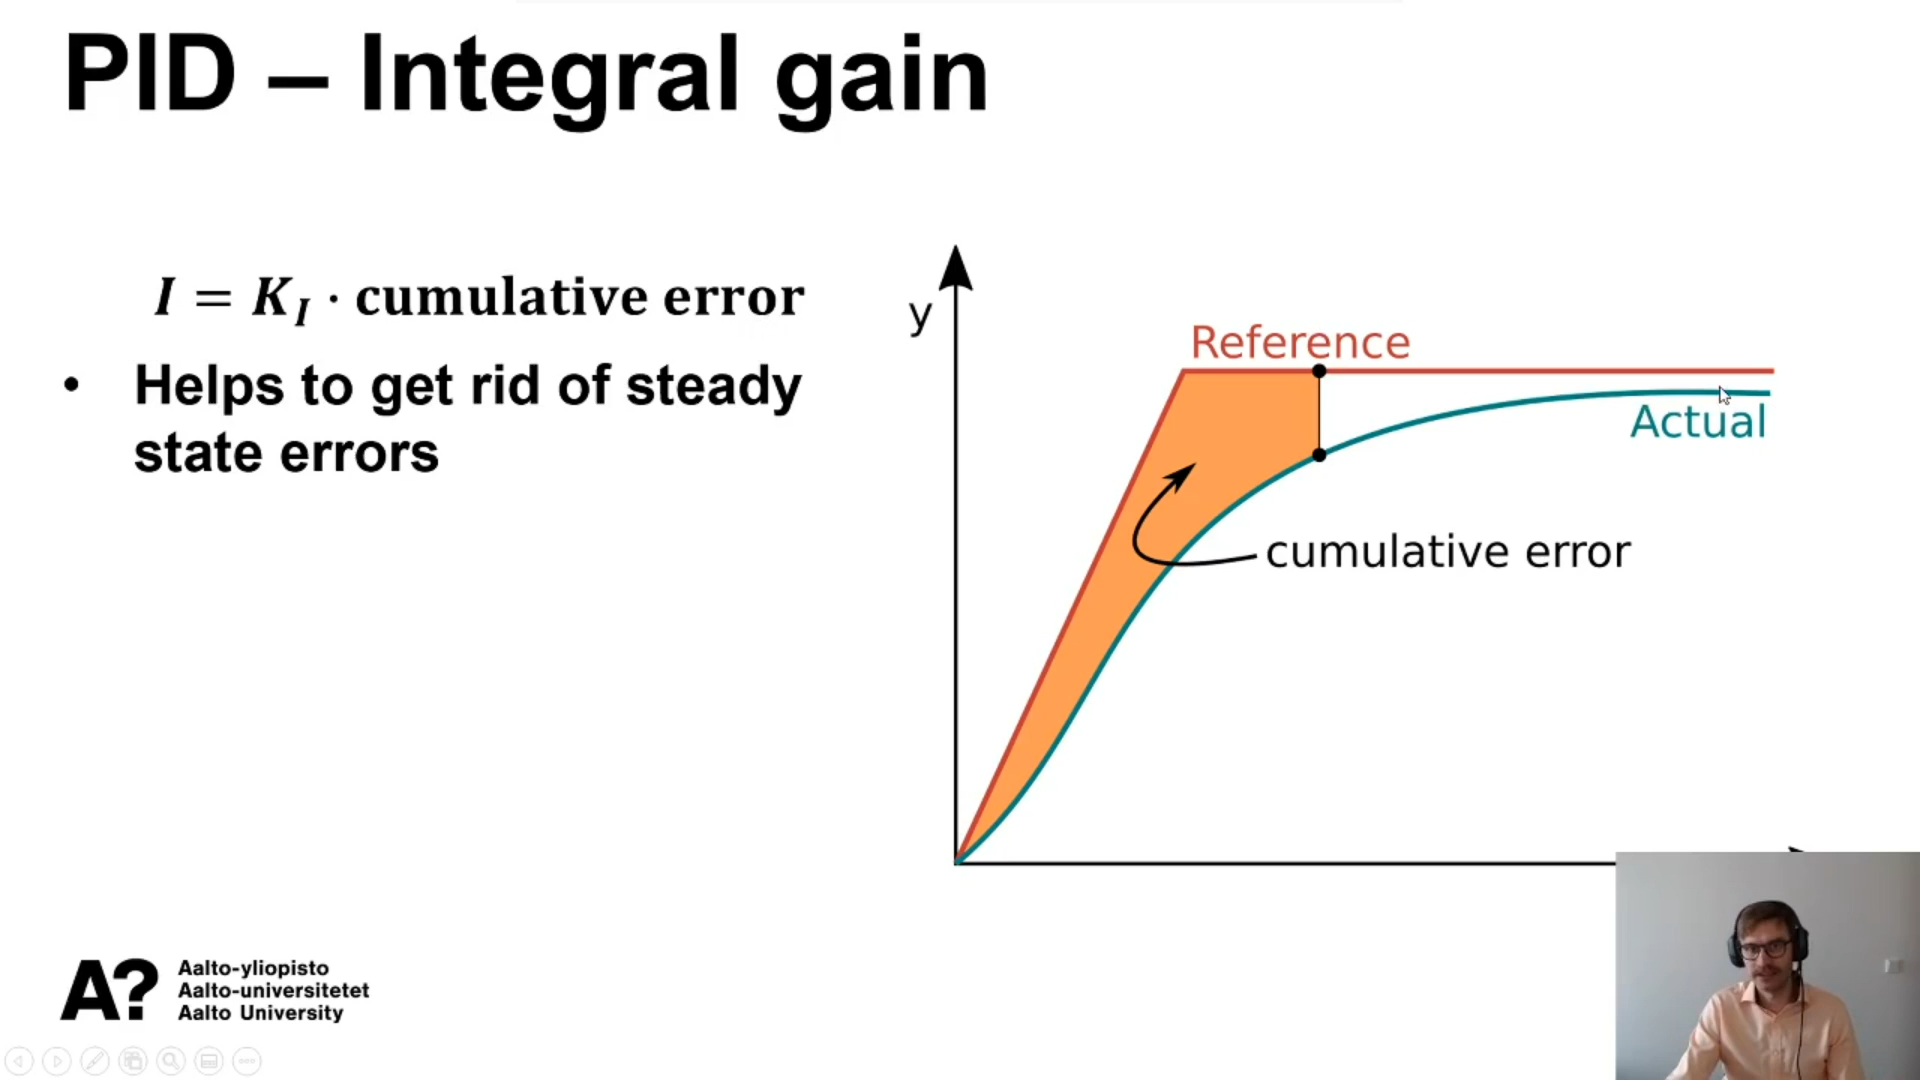 PID – Integral gain
I = K_I · cumulative error
• Helps to get rid of steady
state errors
y
Reference
Actual
cumulative error
A?
Aalto-yliopisto
Aalto-universitetet
Aalto University